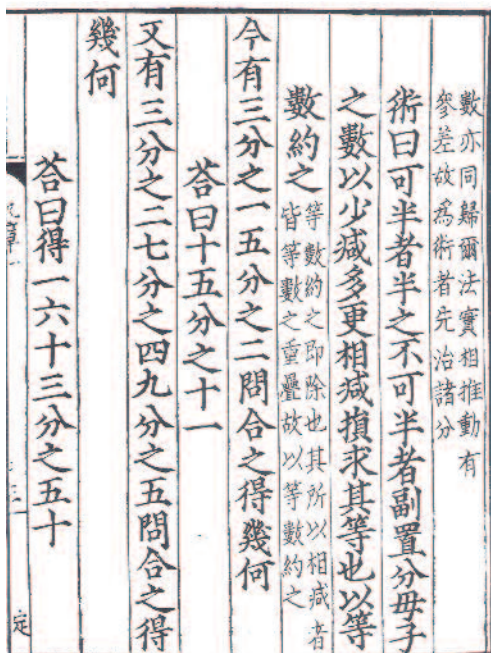 數亦同歸爾法實相推動有
參差故爲術者先治諸分
術曰可半者半之不可半者副置分母子
之數以少減多更相減損求其等也以等
數約之
等數約之即除也其所以相減者
皆等數之重疊故以等數約之
今有三分之一五分之二問合之得幾何
荅曰十五分之十一
又有三分之二七分之四九分之五問合之得
幾何
荅曰得一六十三分之五十
定